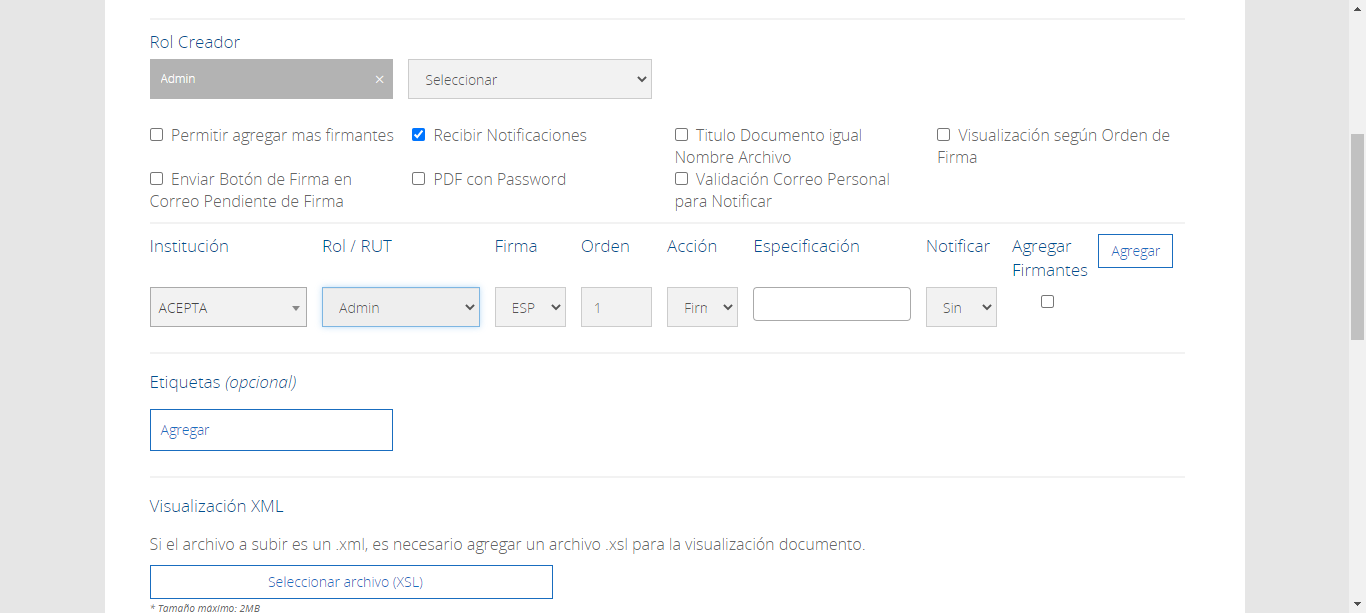 Rol Creador
Admin ×
Seleccionar
Permitir agregar mas firmantes
Recibir Notificaciones
Titulo Documento igual
Nombre Archivo
Visualización según Orden de
Firma
Enviar Botón de Firma en
Correo Pendiente de Firma
PDF con Password
Validación Correo Personal
para Notificar
Institución
Rol / RUT
Firma
Orden
Acción
Especificación
Notificar
Agregar
Firmantes
Agregar
ACEPTA
Admin
ESP
1
Firn
Sin
Etiquetas (opcional)
Agregar
Visualización XML
Si el archivo a subir es un .xml, es necesario agregar un archivo .xsl para la visualización documento.
Seleccionar archivo (XSL)
* Tamaño máximo: 2MB